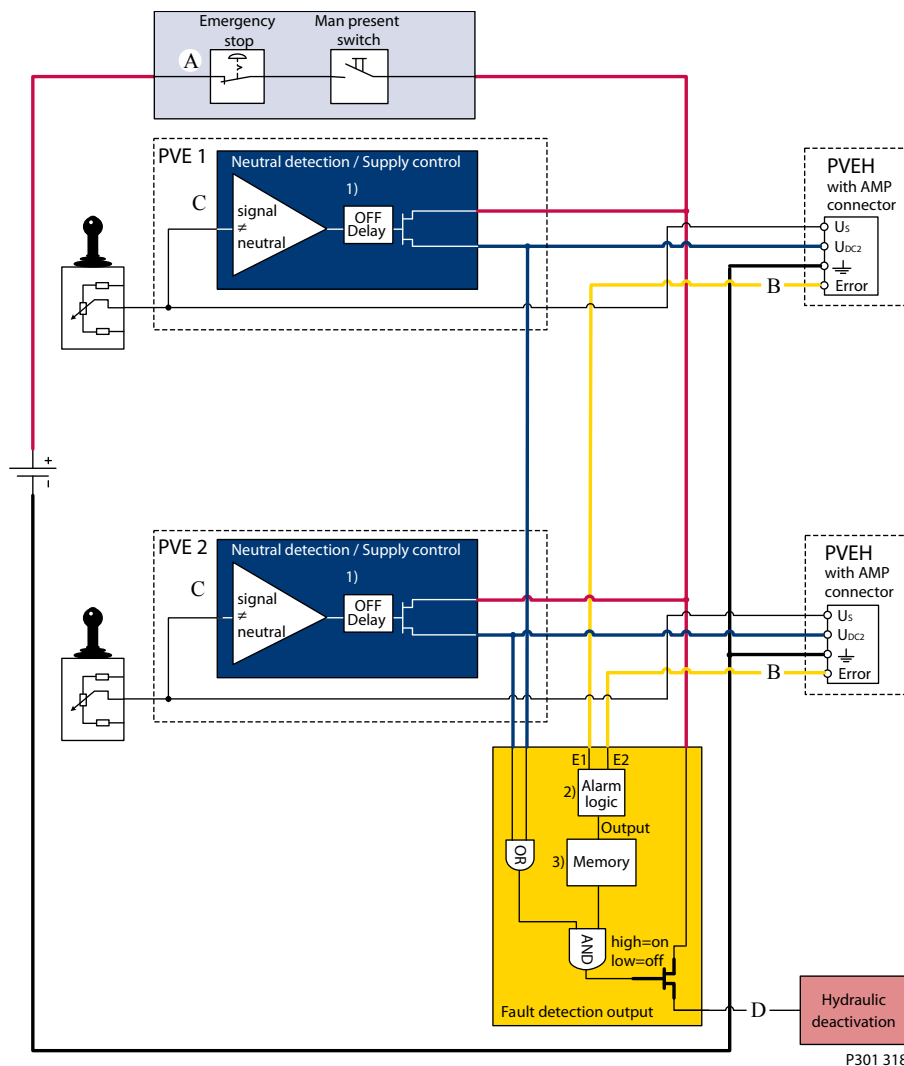 Emergency
stop
Man present
switch
A
PVE 1
Neutral detection / Supply control
1)
C
signal
≠
neutral
OFF
Delay
PVEH
with AMP
connector
US
UDC2
Error
B
+
−
PVE 2
Neutral detection / Supply control
1)
C
signal
≠
neutral
OFF
Delay
PVEH
with AMP
connector
US
UDC2
Error
B
E1 E2
2)
Alarm
logic
Output
OR
3)
Memory
AND
high=on
low=off
Fault detection output
D
Hydraulic
deactivation
P301 318